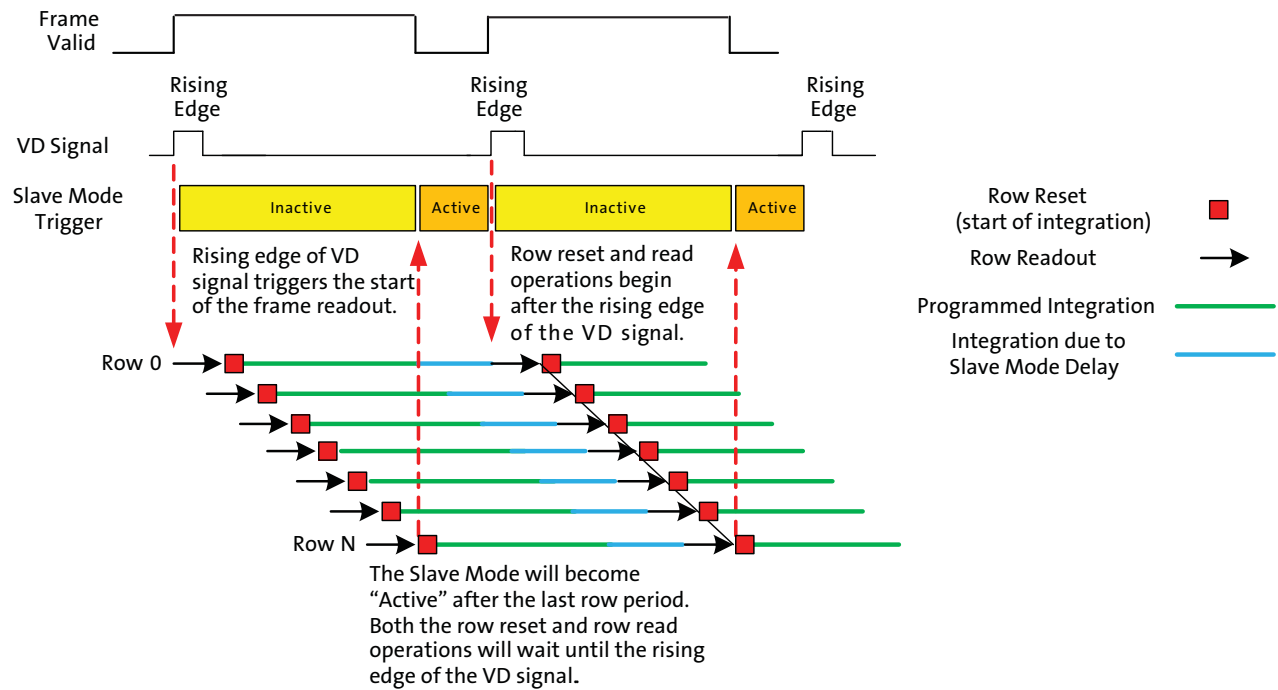 Frame
Valid
Rising
Edge
Rising
Edge
Rising
Edge
VD Signal
Slave Mode
Trigger
Inactive
Active
Inactive
Active
Row Reset
(start of integration)
Row Readout
Programmed Integration
Integration due to
Slave Mode Delay
Rising edge of VD
signal triggers the start
of the frame readout.
Row reset and read
operations begin
after the rising edge
of the VD signal.
Row 0
Row N
The Slave Mode will become
“Active” after the last row period.
Both the row reset and row read
operations will wait until the rising
edge of the VD signal.